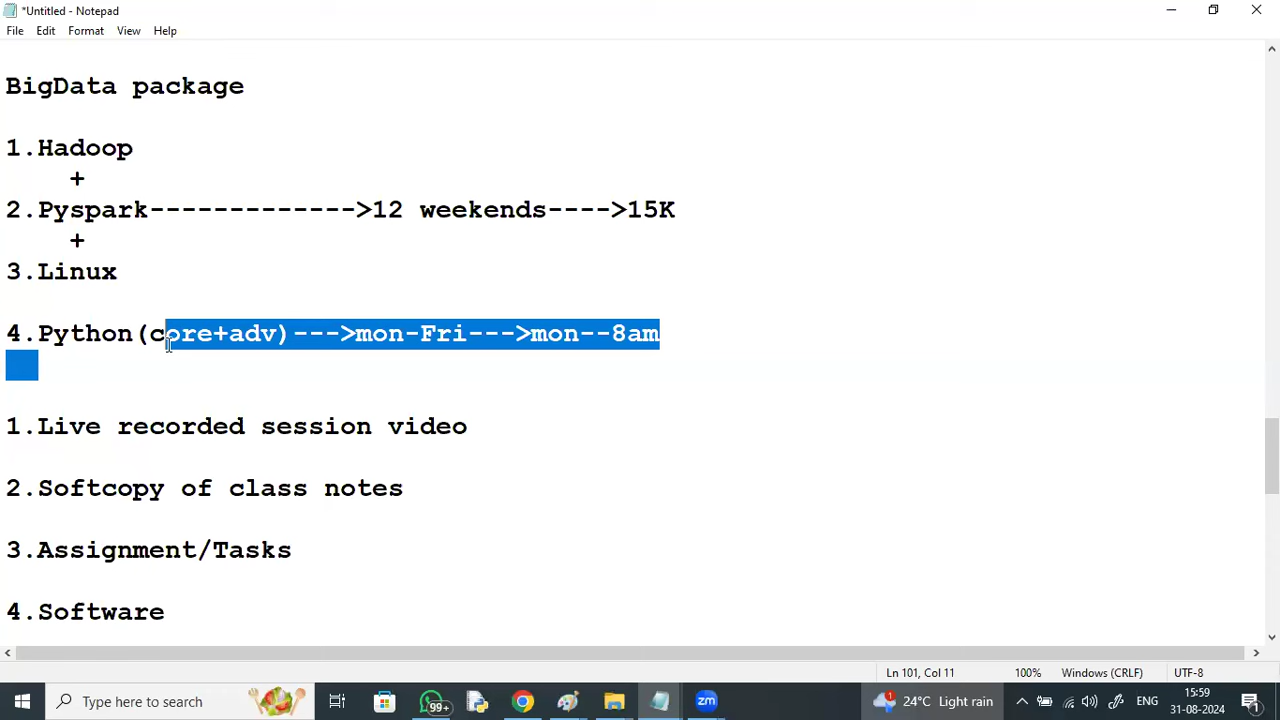 *Untitled - Notepad
File Edit Format View Help
BigData package
1.Hadoop
+
2.Pyspark------------->12 weekends---->15K
+
3.Linux
4.Python(core+adv)--->mon-Fri--->mon--8am
1.Live recorded session video
2.Softcopy of class notes
3.Assignment/Tasks
4.Software
Ln 101, Col 11 100% Windows (CRLF) UTF-8
Type here to search 99+ 1 24°C Light rain ENG 15:59 31-08-2024 1